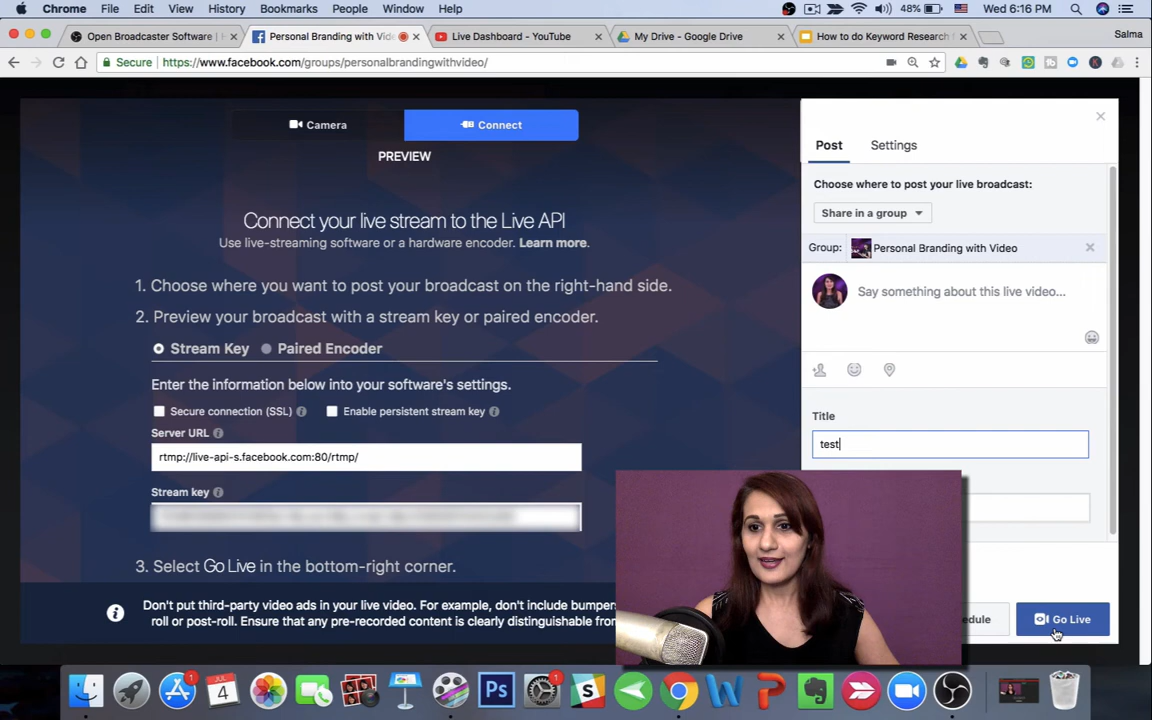 Chrome File Edit View History Bookmarks People Window Help 48% Wed 6:16 PM
Open Broadcaster Software | Personal Branding with Vide Live Dashboard - YouTube My Drive - Google Drive How to do Keyword Research Salma
Secure https://www.facebook.com/groups/personalbrandingwithvideo/
Camera Connect
PREVIEW
Connect your live stream to the Live API
Use live-streaming software or a hardware encoder. Learn more.
1. Choose where you want to post your broadcast on the right-hand side.
2. Preview your broadcast with a stream key or paired encoder.
Stream Key Paired Encoder
Enter the information below into your software's settings.
Secure connection (SSL) Enable persistent stream key
Server URL
rtmp://live-api-s.facebook.com:80/rtmp/
Stream key
3. Select Go Live in the bottom-right corner.
Don't put third-party video ads in your live video. For example, don't include bumpers
roll or post-roll. Ensure that any pre-recorded content is clearly distinguishable from
Post Settings
Choose where to post your live broadcast:
Share in a group
Group: Personal Branding with Video
Say something about this live video...
Title
test
edule Go Live
JUL
4
1
1
Ps